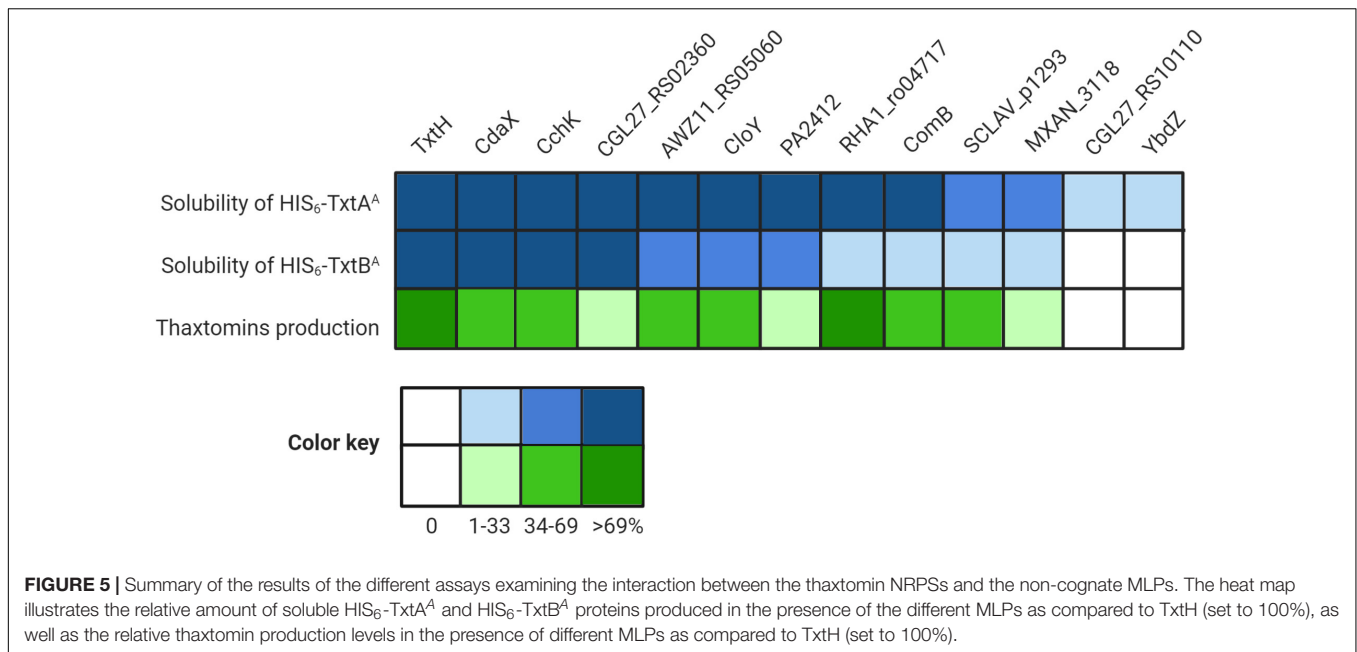 TxtH CdaX CchK CGL27_RS02360 AWZ11_RS05060 CloY PA2412 RHA1_ro04717 ComB SCLAV_p1293 MXAN_3118 CGL27_RS10110 YbdZ
Solubility of HIS₆-TxtAᴬ
Solubility of HIS₆-TxtBᴬ
Thaxtomins production
Color key
0 1-33 34-69 >69%
FIGURE 5 | Summary of the results of the different assays examining the interaction between the thaxtomin NRPSs and the non-cognate MLPs. The heat map
illustrates the relative amount of soluble HIS₆-TxtAᴬ and HIS₆-TxtBᴬ proteins produced in the presence of the different MLPs as compared to TxtH (set to 100%), as
well as the relative thaxtomin production levels in the presence of different MLPs as compared to TxtH (set to 100%).